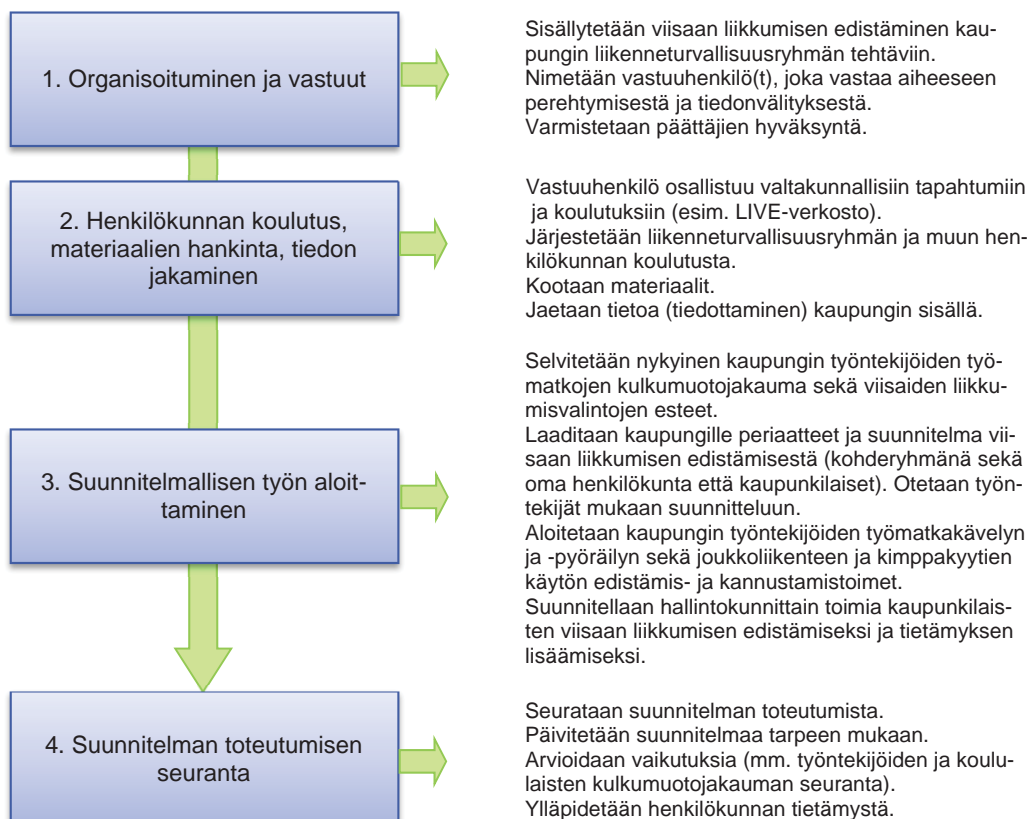 1. Organisoituminen ja vastuut
Sisällytetään viisaan liikkumisen edistäminen kau-
pungin liikenneturvallisuusryhmän tehtäviin.
Nimetään vastuuhenkilö(t), joka vastaa aiheeseen
perehtymisestä ja tiedonvälityksestä.
Varmistetaan päättäjien hyväksyntä.
2. Henkilökunnan koulutus,
materiaalien hankinta, tiedon
jakaminen
Vastuuhenkilö osallistuu valtakunnallisiin tapahtumiin
ja koulutuksiin (esim. LIVE-verkosto).
Järjestetään liikenneturvallisuusryhmän ja muun hen-
kilökunnan koulutusta.
Kootaan materiaalit.
Jaetaan tietoa (tiedottaminen) kaupungin sisällä.
3. Suunnitelmallisen työn aloit-
taminen
Selvitetään nykyinen kaupungin työntekijöiden työ-
matkojen kulkumuotojakauma sekä viisaiden liikku-
misvalintojen esteet.
Laaditaan kaupungille periaatteet ja suunnitelma vii-
saan liikkumisen edistämisestä (kohderyhmänä sekä
oma henkilökunta että kaupunkilaiset). Otetaan työn-
tekijät mukaan suunnitteluun.
Aloitetaan kaupungin työntekijöiden työmatkakävelyn
ja -pyöräilyn sekä joukkoliikenteen ja kimppakyytien
käytön edistämis- ja kannustamistoimet.
Suunnitellaan hallintokunnittain toimia kaupunkilais-
ten viisaan liikkumisen edistämiseksi ja tietämyksen
lisäämiseksi.
4. Suunnitelman toteutumisen
seuranta
Seurataan suunnitelman toteutumista.
Päivitetään suunnitelmaa tarpeen mukaan.
Arvioidaan vaikutuksia (mm. työntekijöiden ja koulu-
laisten kulkumuotojakauman seuranta).
Ylläpidetään henkilökunnan tietämystä.